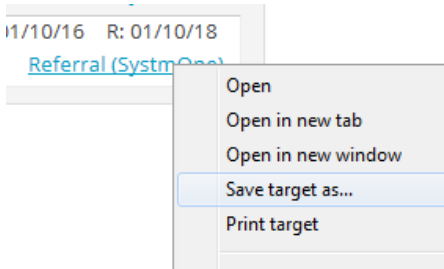 01/10/16 R: 01/10/18
Referral (SystmOne)
Open
Open in new tab
Open in new window
Save target as...
Print target